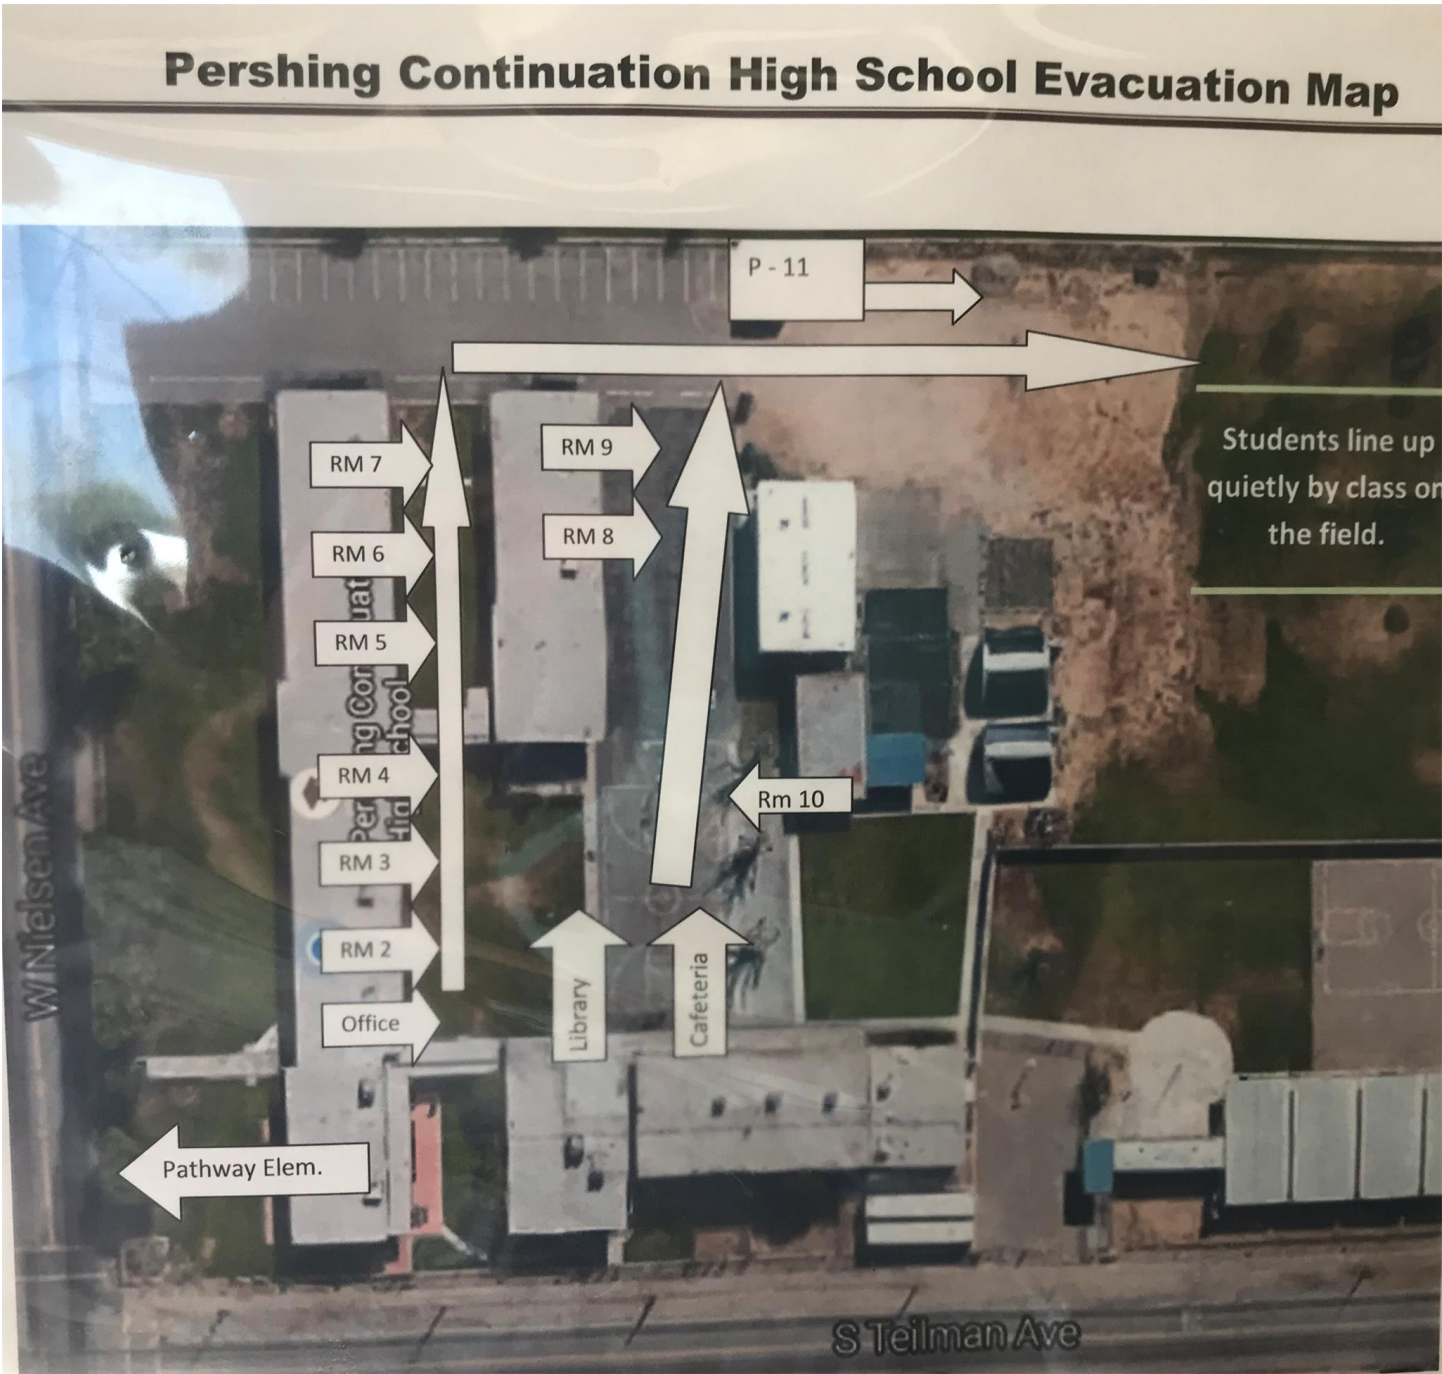 Pershing Continuation High School Evacuation Map
P - 11
RM 7
RM 9
Students line up
quietly by class on
the field.
RM 6
RM 8
RM 5
RM 4
Rm 10
RM 3
RM 2
Office
Library
Cafeteria
Pathway Elem.
W Nielsen Ave
S Teilman Ave